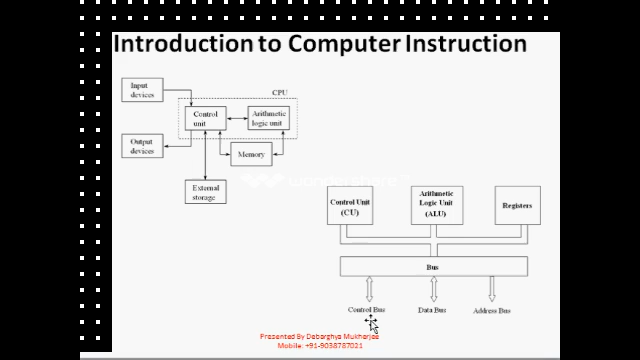 Introduction to Computer Instruction
Input
devices
CPU
Control
unit
Arithmetic
logic unit
Output
devices
Memory
External
storage
wondershare
Control Unit
(CU)
Arithmetic
Logic Unit
(ALU)
Registers
Bus
Control Bus
Data Bus
Address Bus
Presented By Debarghya Mukherjee
Mobile: +91-9038787021